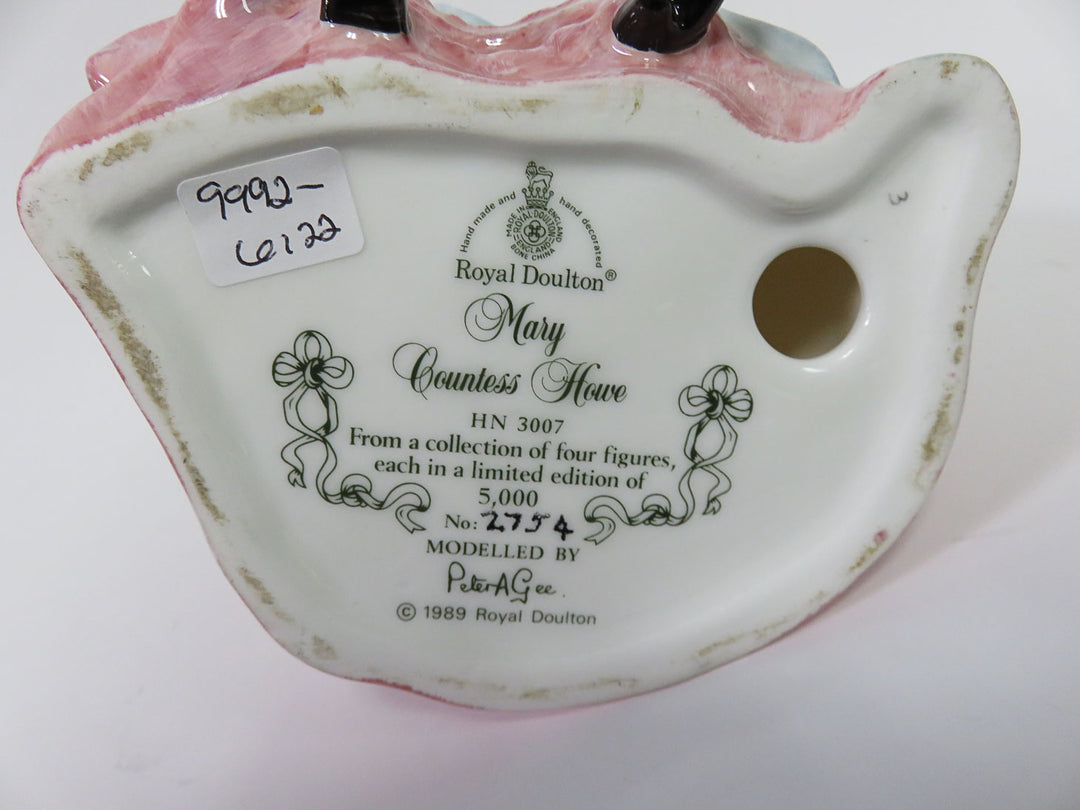 9992-
6122
Hand made and hand decorated
MADE IN ENGLAND
ROYAL DOULTON
ENGLAND
BONE CHINA
Royal Doulton®
Mary
Countess Howe
HN 3007
From a collection of four figures,
each in a limited edition of
5,000
No: 2754
MODELLED BY
Peter A Gee.
© 1989 Royal Doulton
3